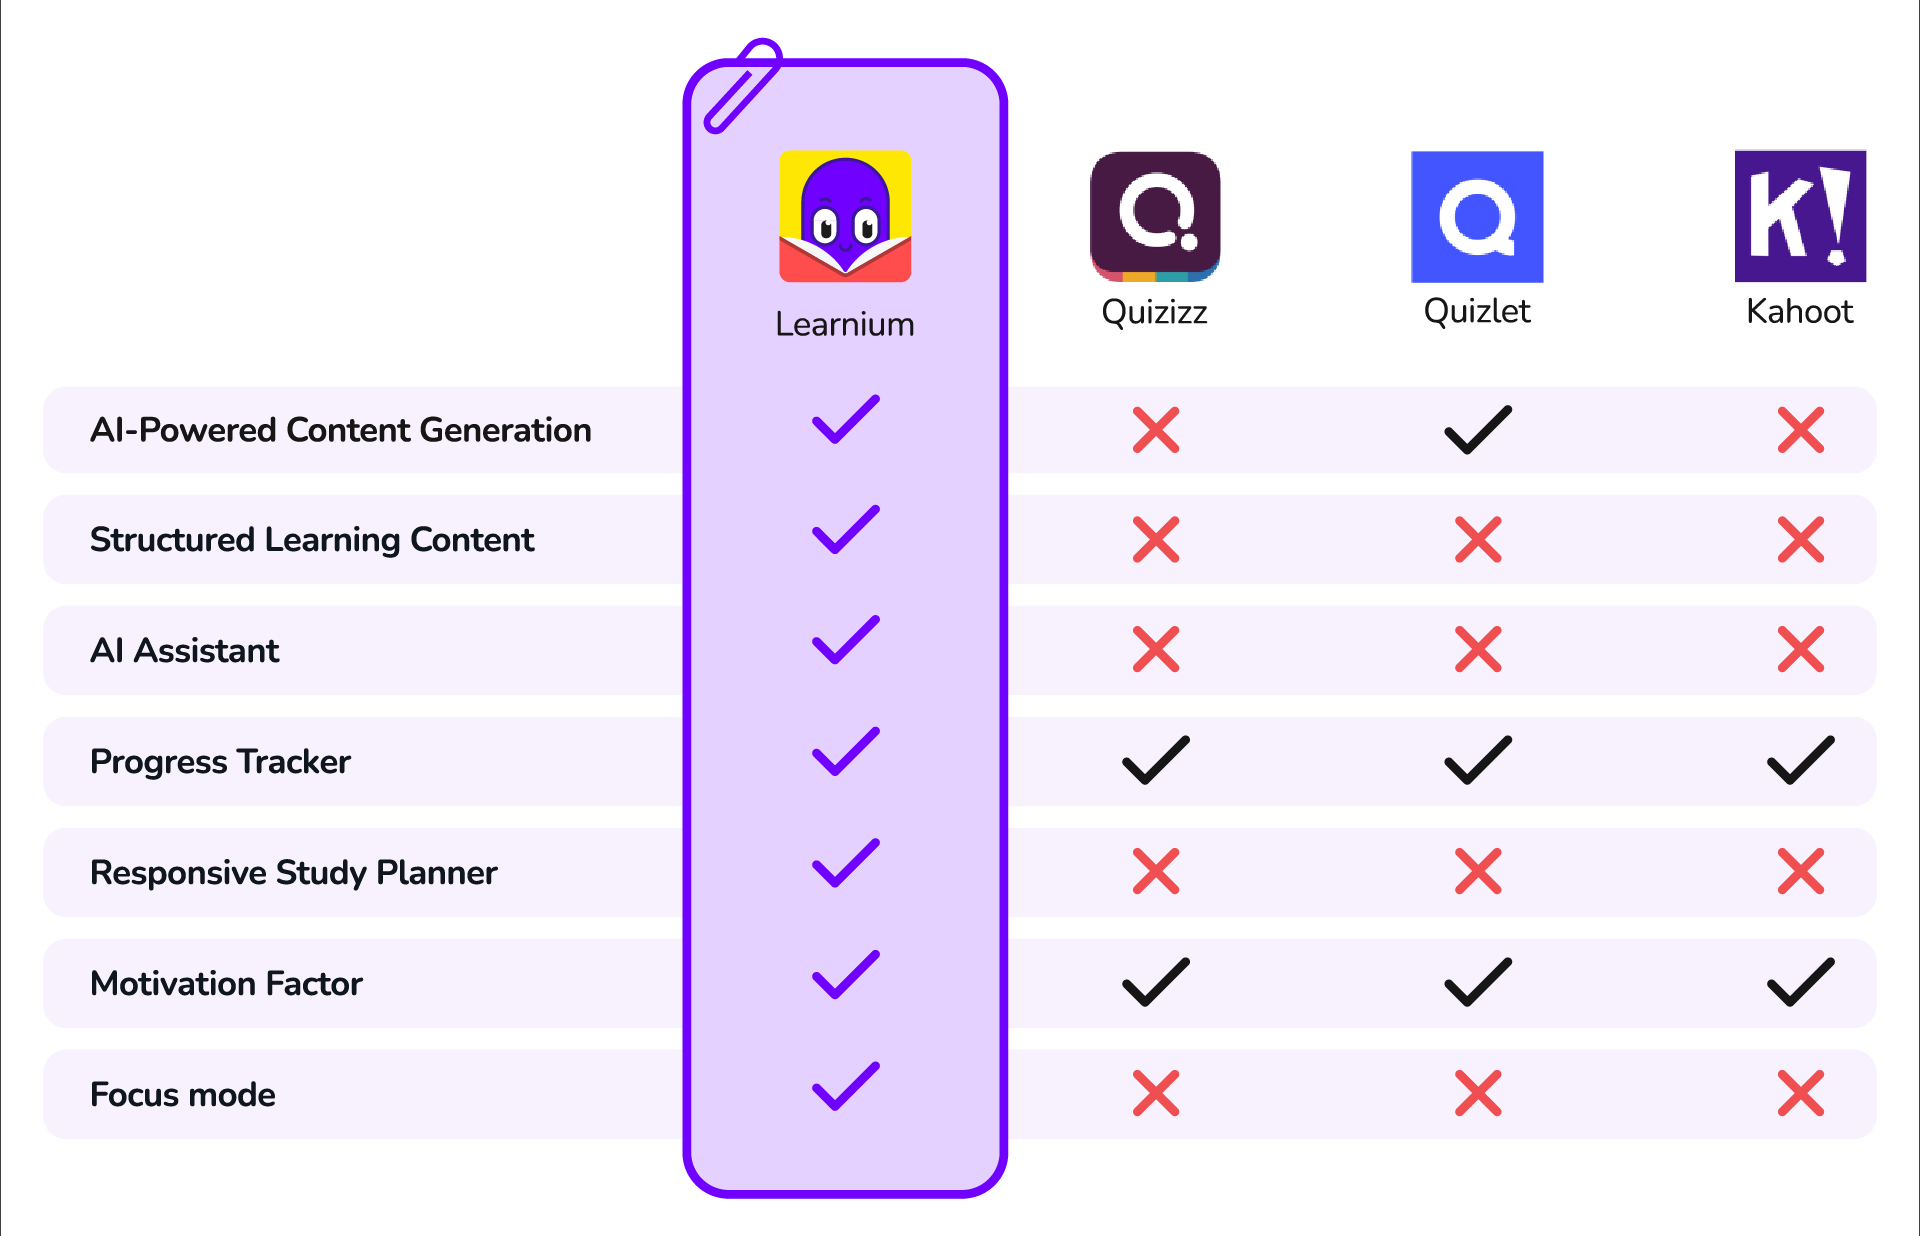 Learnium
Quizizz
Quizlet
K!
Kahoot
AI-Powered Content Generation
Structured Learning Content
AI Assistant
Progress Tracker
Responsive Study Planner
Motivation Factor
Focus mode